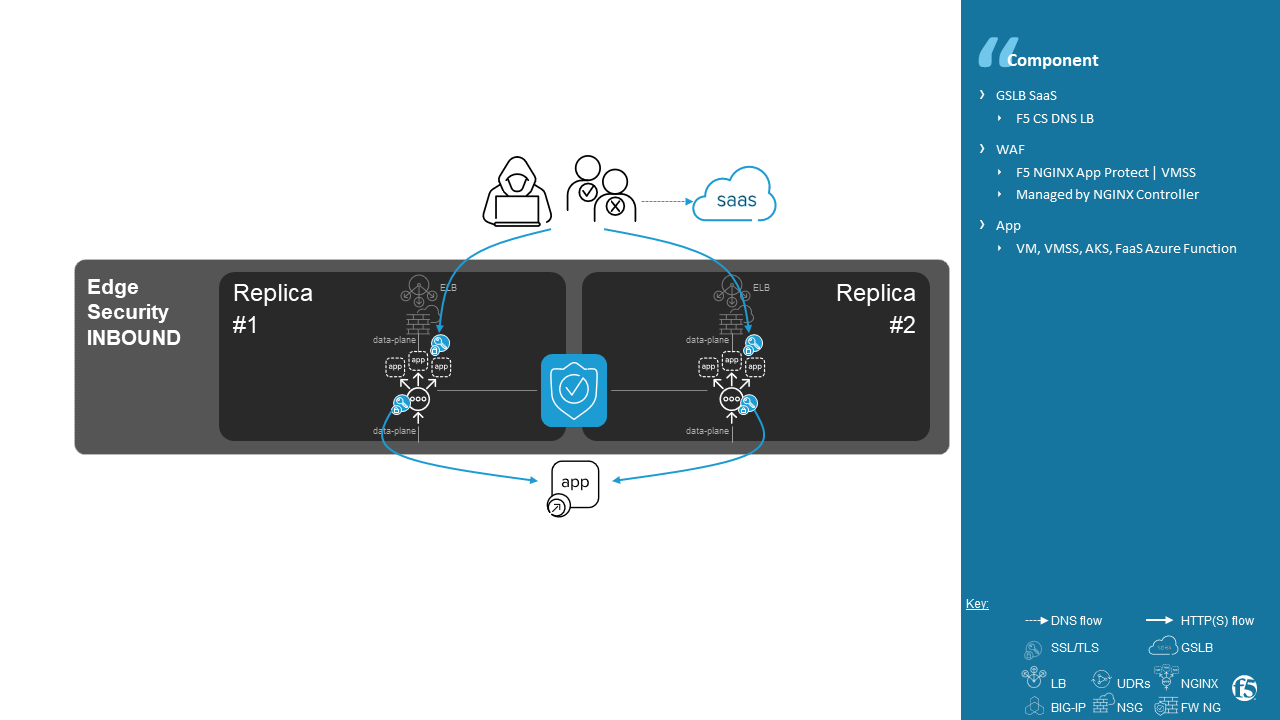 saas
Edge
Security
INBOUND
Replica
#1
ELB
data-plane
app
app
app
data-plane
Replica
#2
ELB
data-plane
app
app
app
data-plane
app
“
Component
GSLB SaaS
F5 CS DNS LB
WAF
F5 NGINX App Protect | VMSS
Managed by NGINX Controller
App
VM, VMSS, AKS, FaaS Azure Function
Key:
DNS flow
HTTP(S) flow
SSL/TLS
GSLB
LB
UDRs
NGINX
BIG-IP
NSG
FW NG
f5